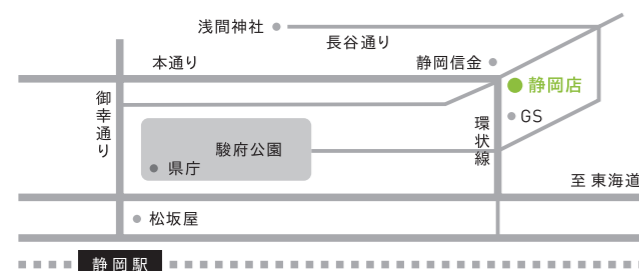 浅間神社
長谷通り
本通り
静岡信金
静岡店
御幸通り
GS
環状線
駿府公園
県庁
至 東海道
松坂屋
静岡駅